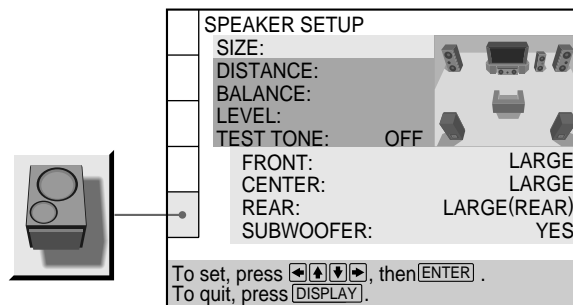 SPEAKER SETUP
SIZE:
DISTANCE:
BALANCE:
LEVEL:
TEST TONE: OFF
FRONT: LARGE
CENTER: LARGE
REAR: LARGE(REAR)
SUBWOOFER: YES
To set, press ←↑↓→, then ENTER .
To quit, press DISPLAY .